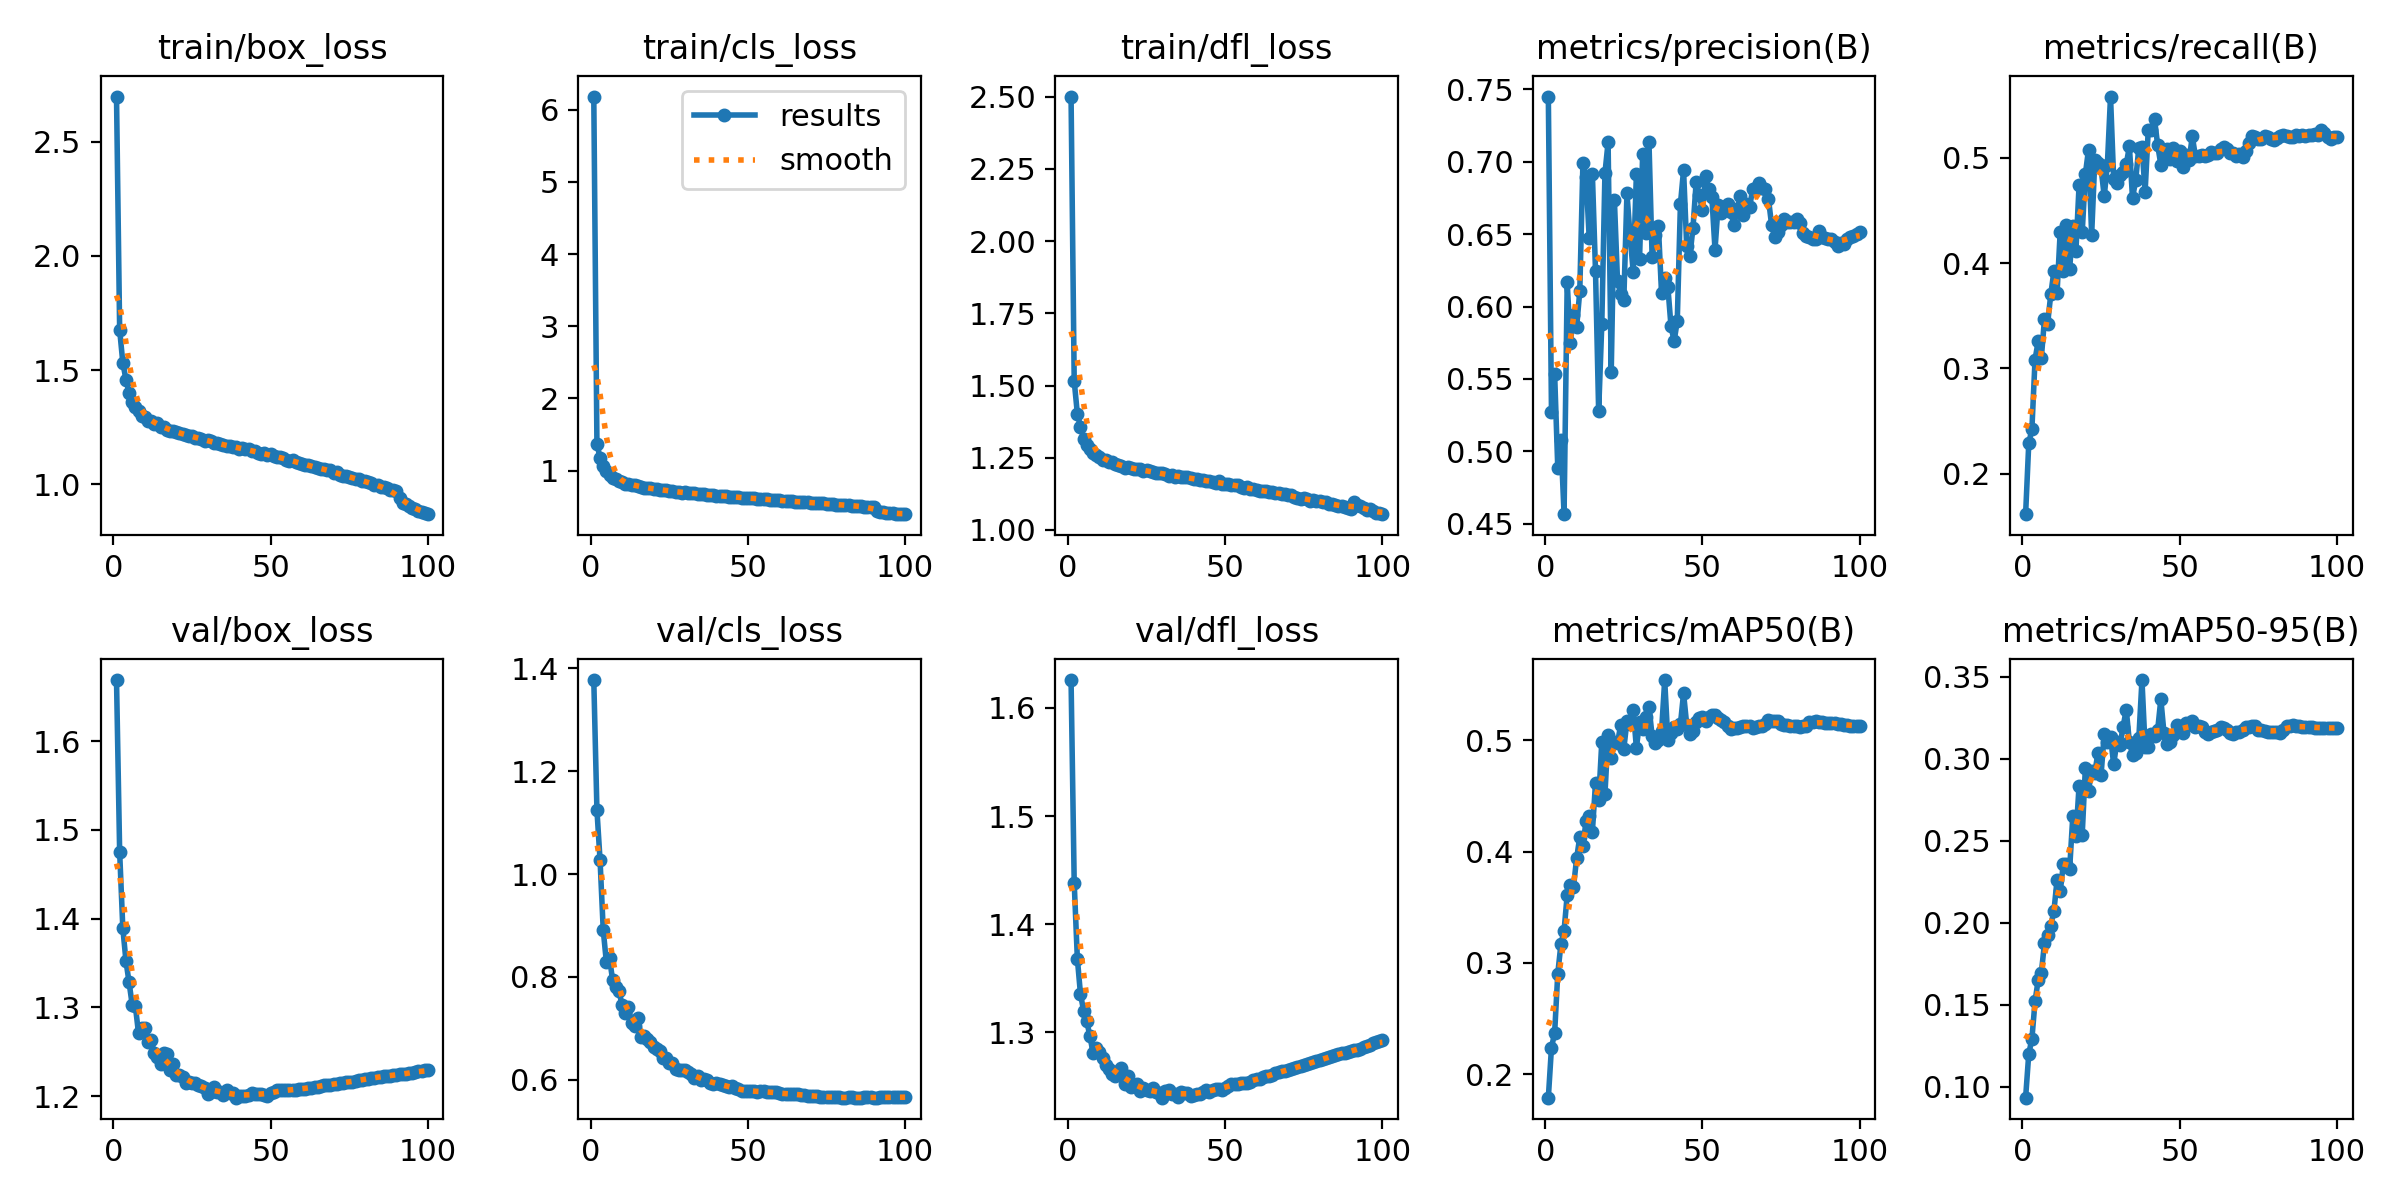 train/box_loss
train/cls_loss
train/dfl_loss
metrics/precision(B)
metrics/recall(B)
2.5
2.0
1.5
1.0
0 50 100
6
5
4
3
2
1
0 50 100
results
smooth
2.50
2.25
2.00
1.75
1.50
1.25
1.00
0 50 100
0.75
0.70
0.65
0.60
0.55
0.50
0.45
0 50 100
0.5
0.4
0.3
0.2
0 50 100
val/box_loss
val/cls_loss
val/dfl_loss
metrics/mAP50(B)
metrics/mAP50-95(B)
1.6
1.5
1.4
1.3
1.2
0 50 100
1.4
1.2
1.0
0.8
0.6
0 50 100
1.6
1.5
1.4
1.3
0 50 100
0.5
0.4
0.3
0.2
0 50 100
0.35
0.30
0.25
0.20
0.15
0.10
0 50 100